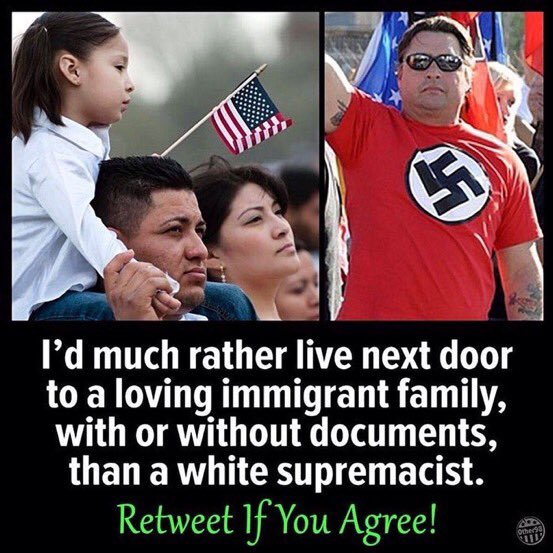 I'd much rather live next door
to a loving immigrant family,
with or without documents,
than a white supremacist.
Retweet If You Agree!
Other98